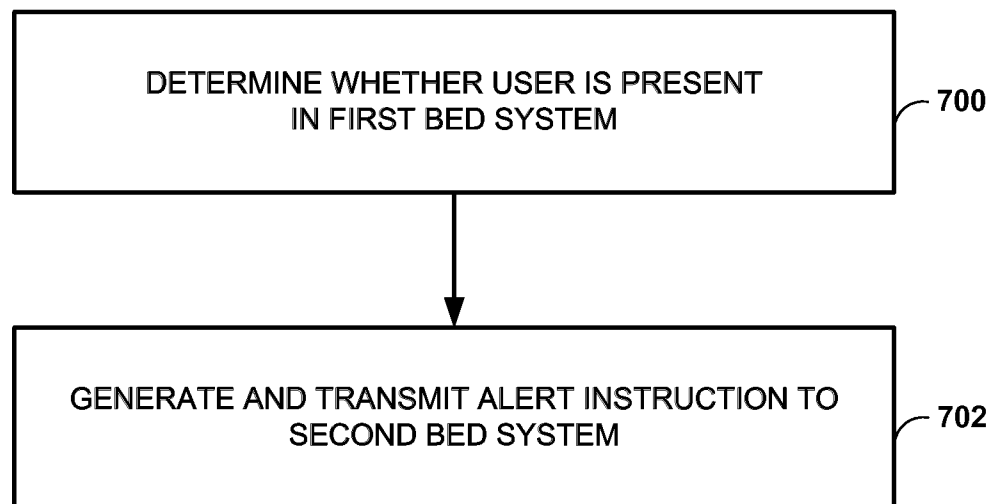 DETERMINE WHETHER USER IS PRESENT
IN FIRST BED SYSTEM
700
GENERATE AND TRANSMIT ALERT INSTRUCTION TO
SECOND BED SYSTEM
702